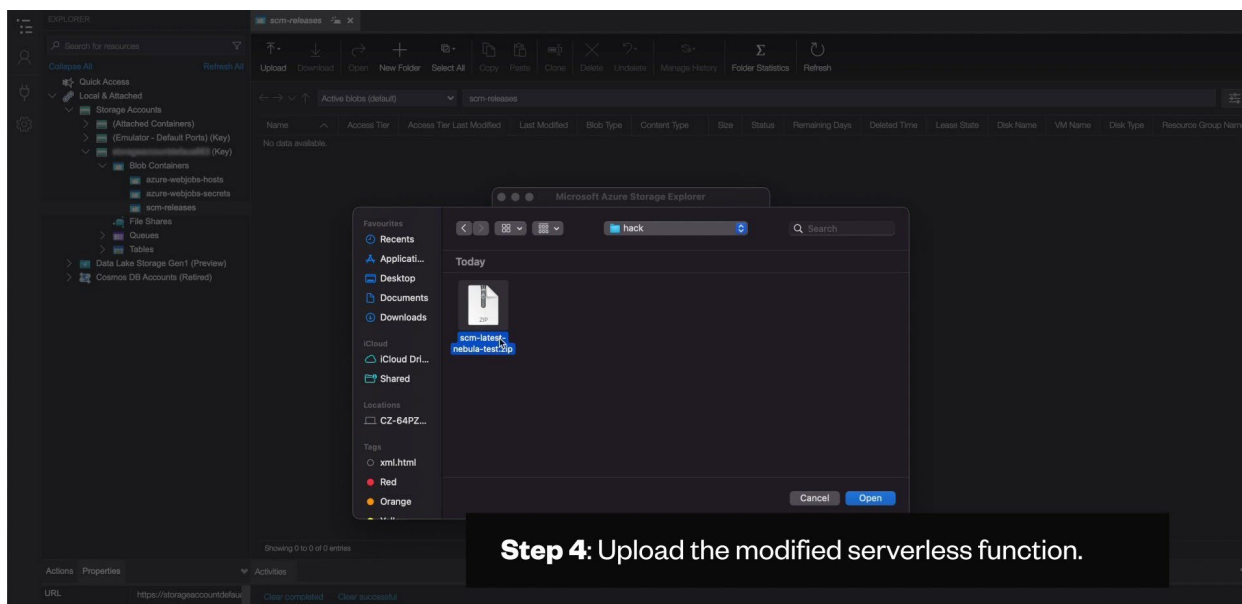 EXPLORER
Search for resources
Collapse All Refresh All
Quick Access
Local & Attached
Storage Accounts
(Attached Containers)
(Emulator - Default Ports) (Key)
(Key)
Blob Containers
azure-webjobs-hosts
azure-webjobs-secrets
scm-releases
File Shares
Queues
Tables
Data Lake Storage Gen1 (Preview)
Cosmos DB Accounts (Retired)
Actions Properties
URL https://storageaccountdefau
scm-releases
Upload Download Open New Folder Select All Copy Paste Clone Delete Undelete Manage History Folder Statistics Refresh
Active blobs (default) scm-releases
Name Access Tier Access Tier Last Modified Last Modified Blob Type Content Type Size Status Remaining Days Deleted Time Lease State Disk Name VM Name Disk Type Resource Group Name
No data available.
Microsoft Azure Storage Explorer
Favourites
Recents
Applicati...
Desktop
Documents
Downloads
iCloud
iCloud Dri...
Shared
Locations
CZ-64PZ...
Tags
xml.html
Red
Orange
hack
Search
Today
ZIP
scm-latest-
nebula-test.zip
Cancel Open
Showing 0 to 0 of 0 entries
Activities
Clear completed Clear successful
Step 4: Upload the modified serverless function.